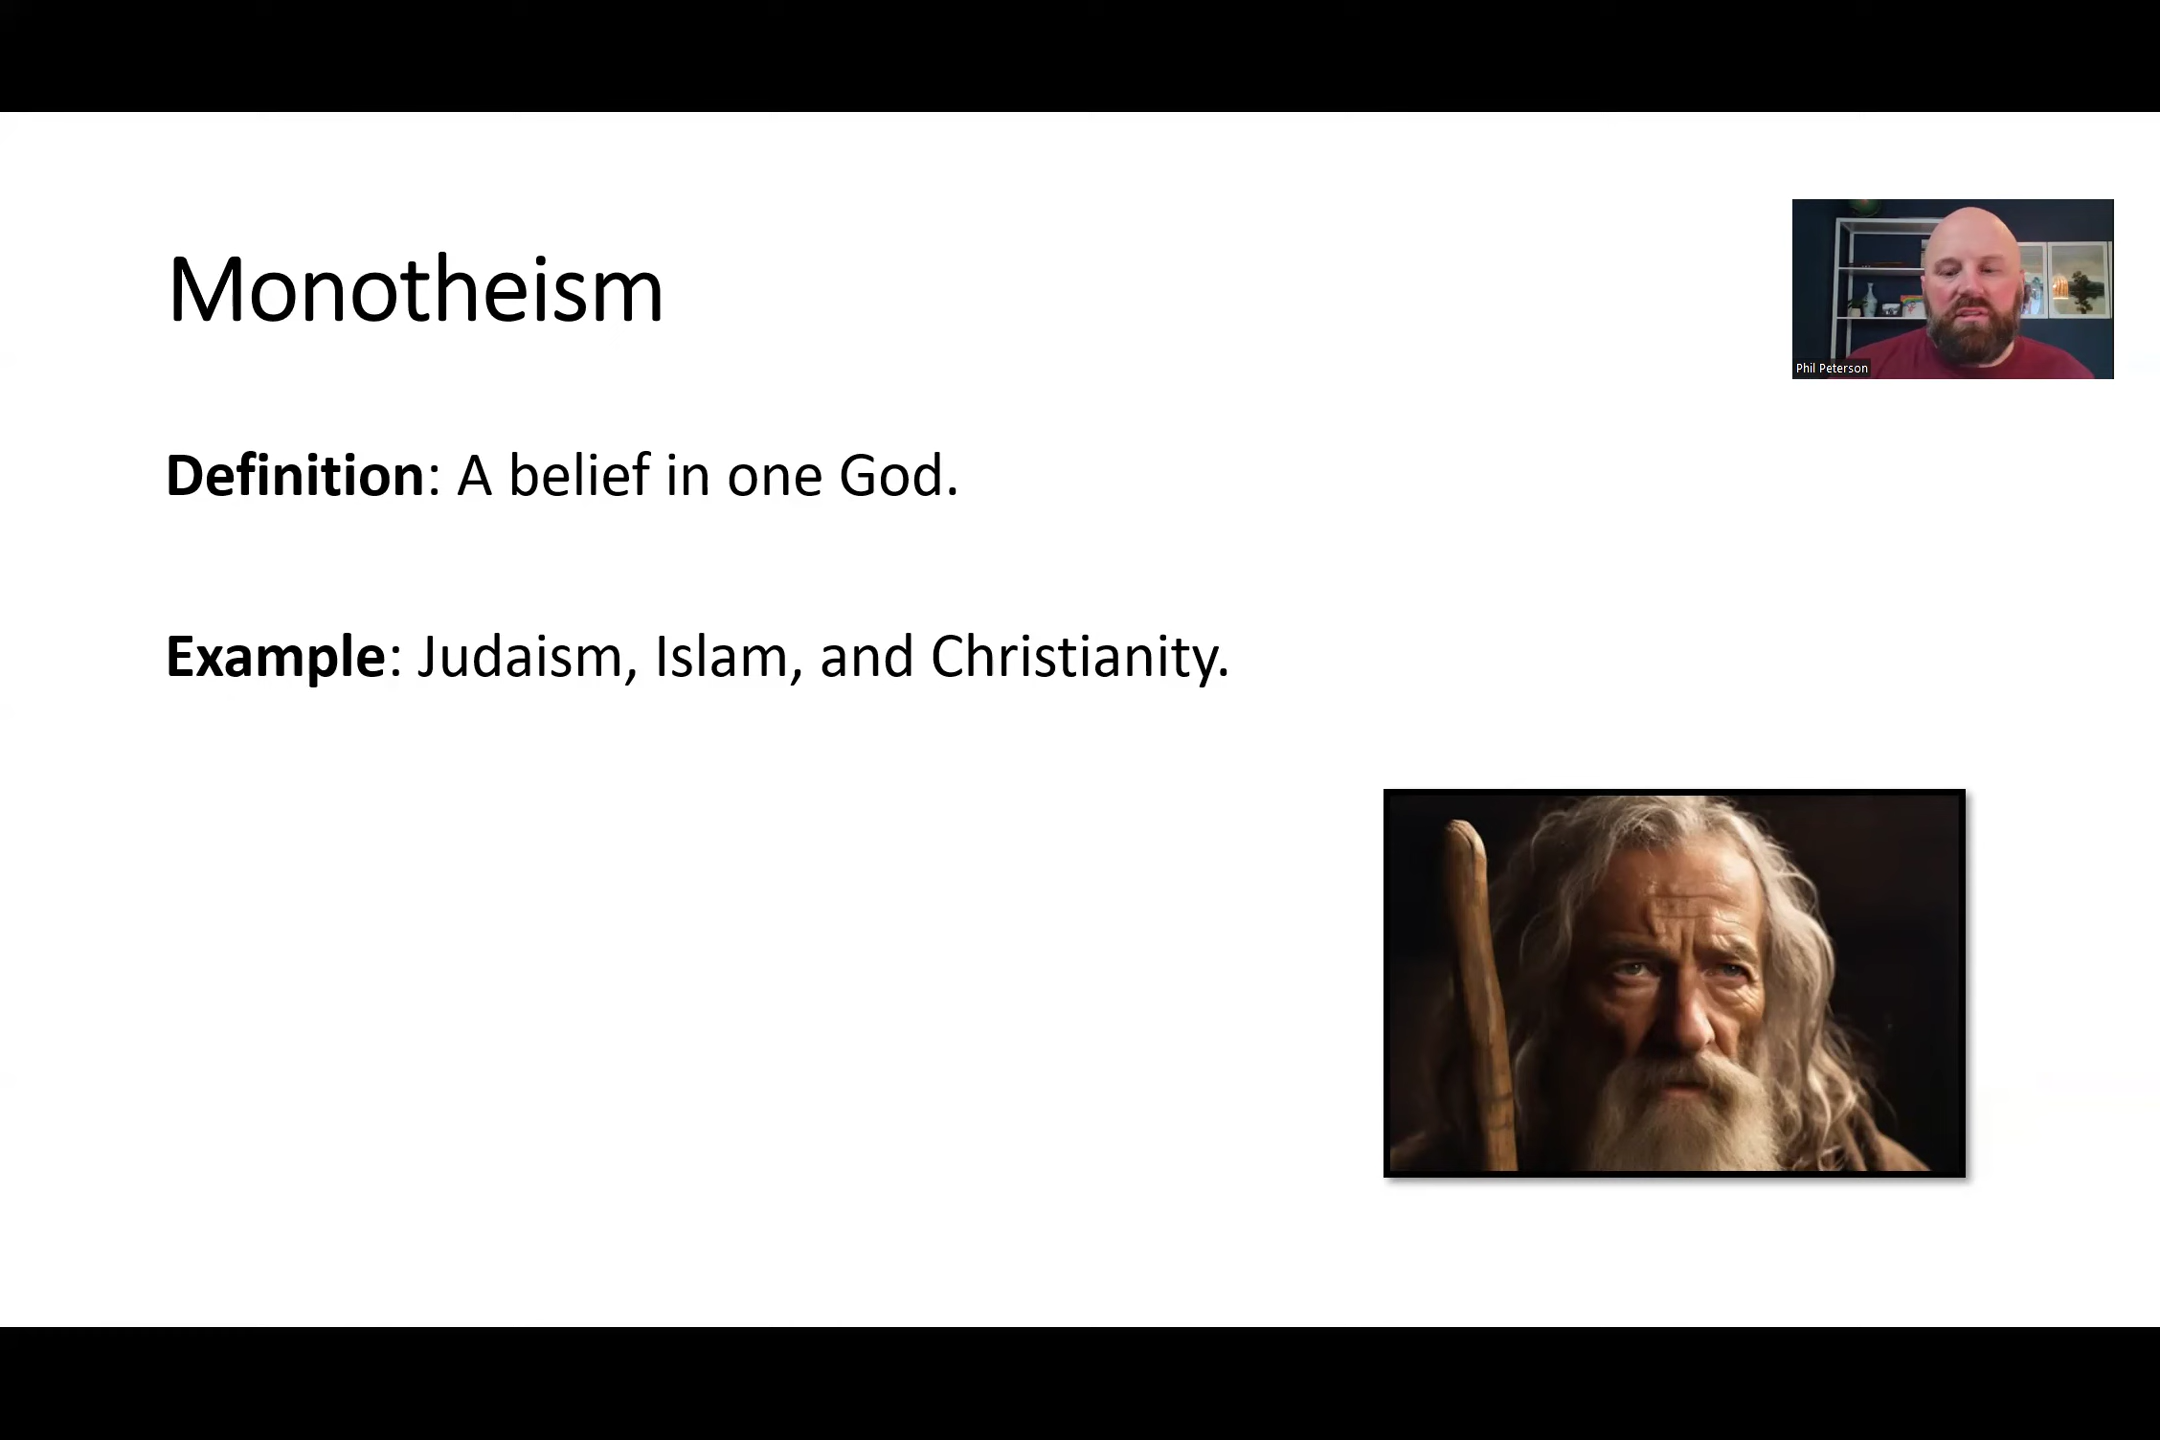 Monotheism
Phil Peterson
Definition: A belief in one God.
Example: Judaism, Islam, and Christianity.